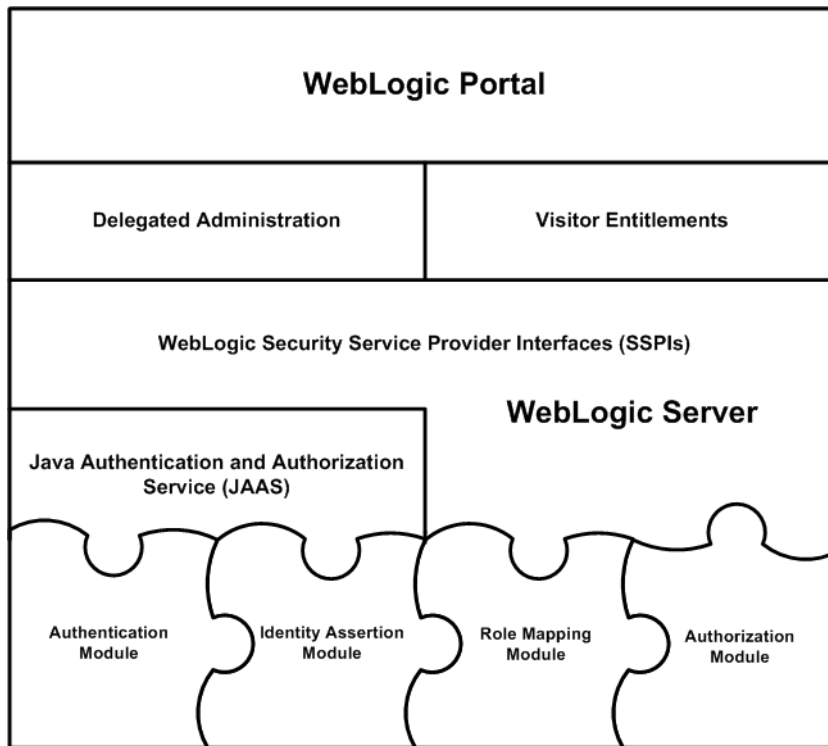 WebLogic Portal
Delegated Administration
Visitor Entitlements
WebLogic Security Service Provider Interfaces (SSPIs)
WebLogic Server
Java Authentication and Authorization
Service (JAAS)
Authentication
Module
Identity Assertion
Module
Role Mapping
Module
Authorization
Module